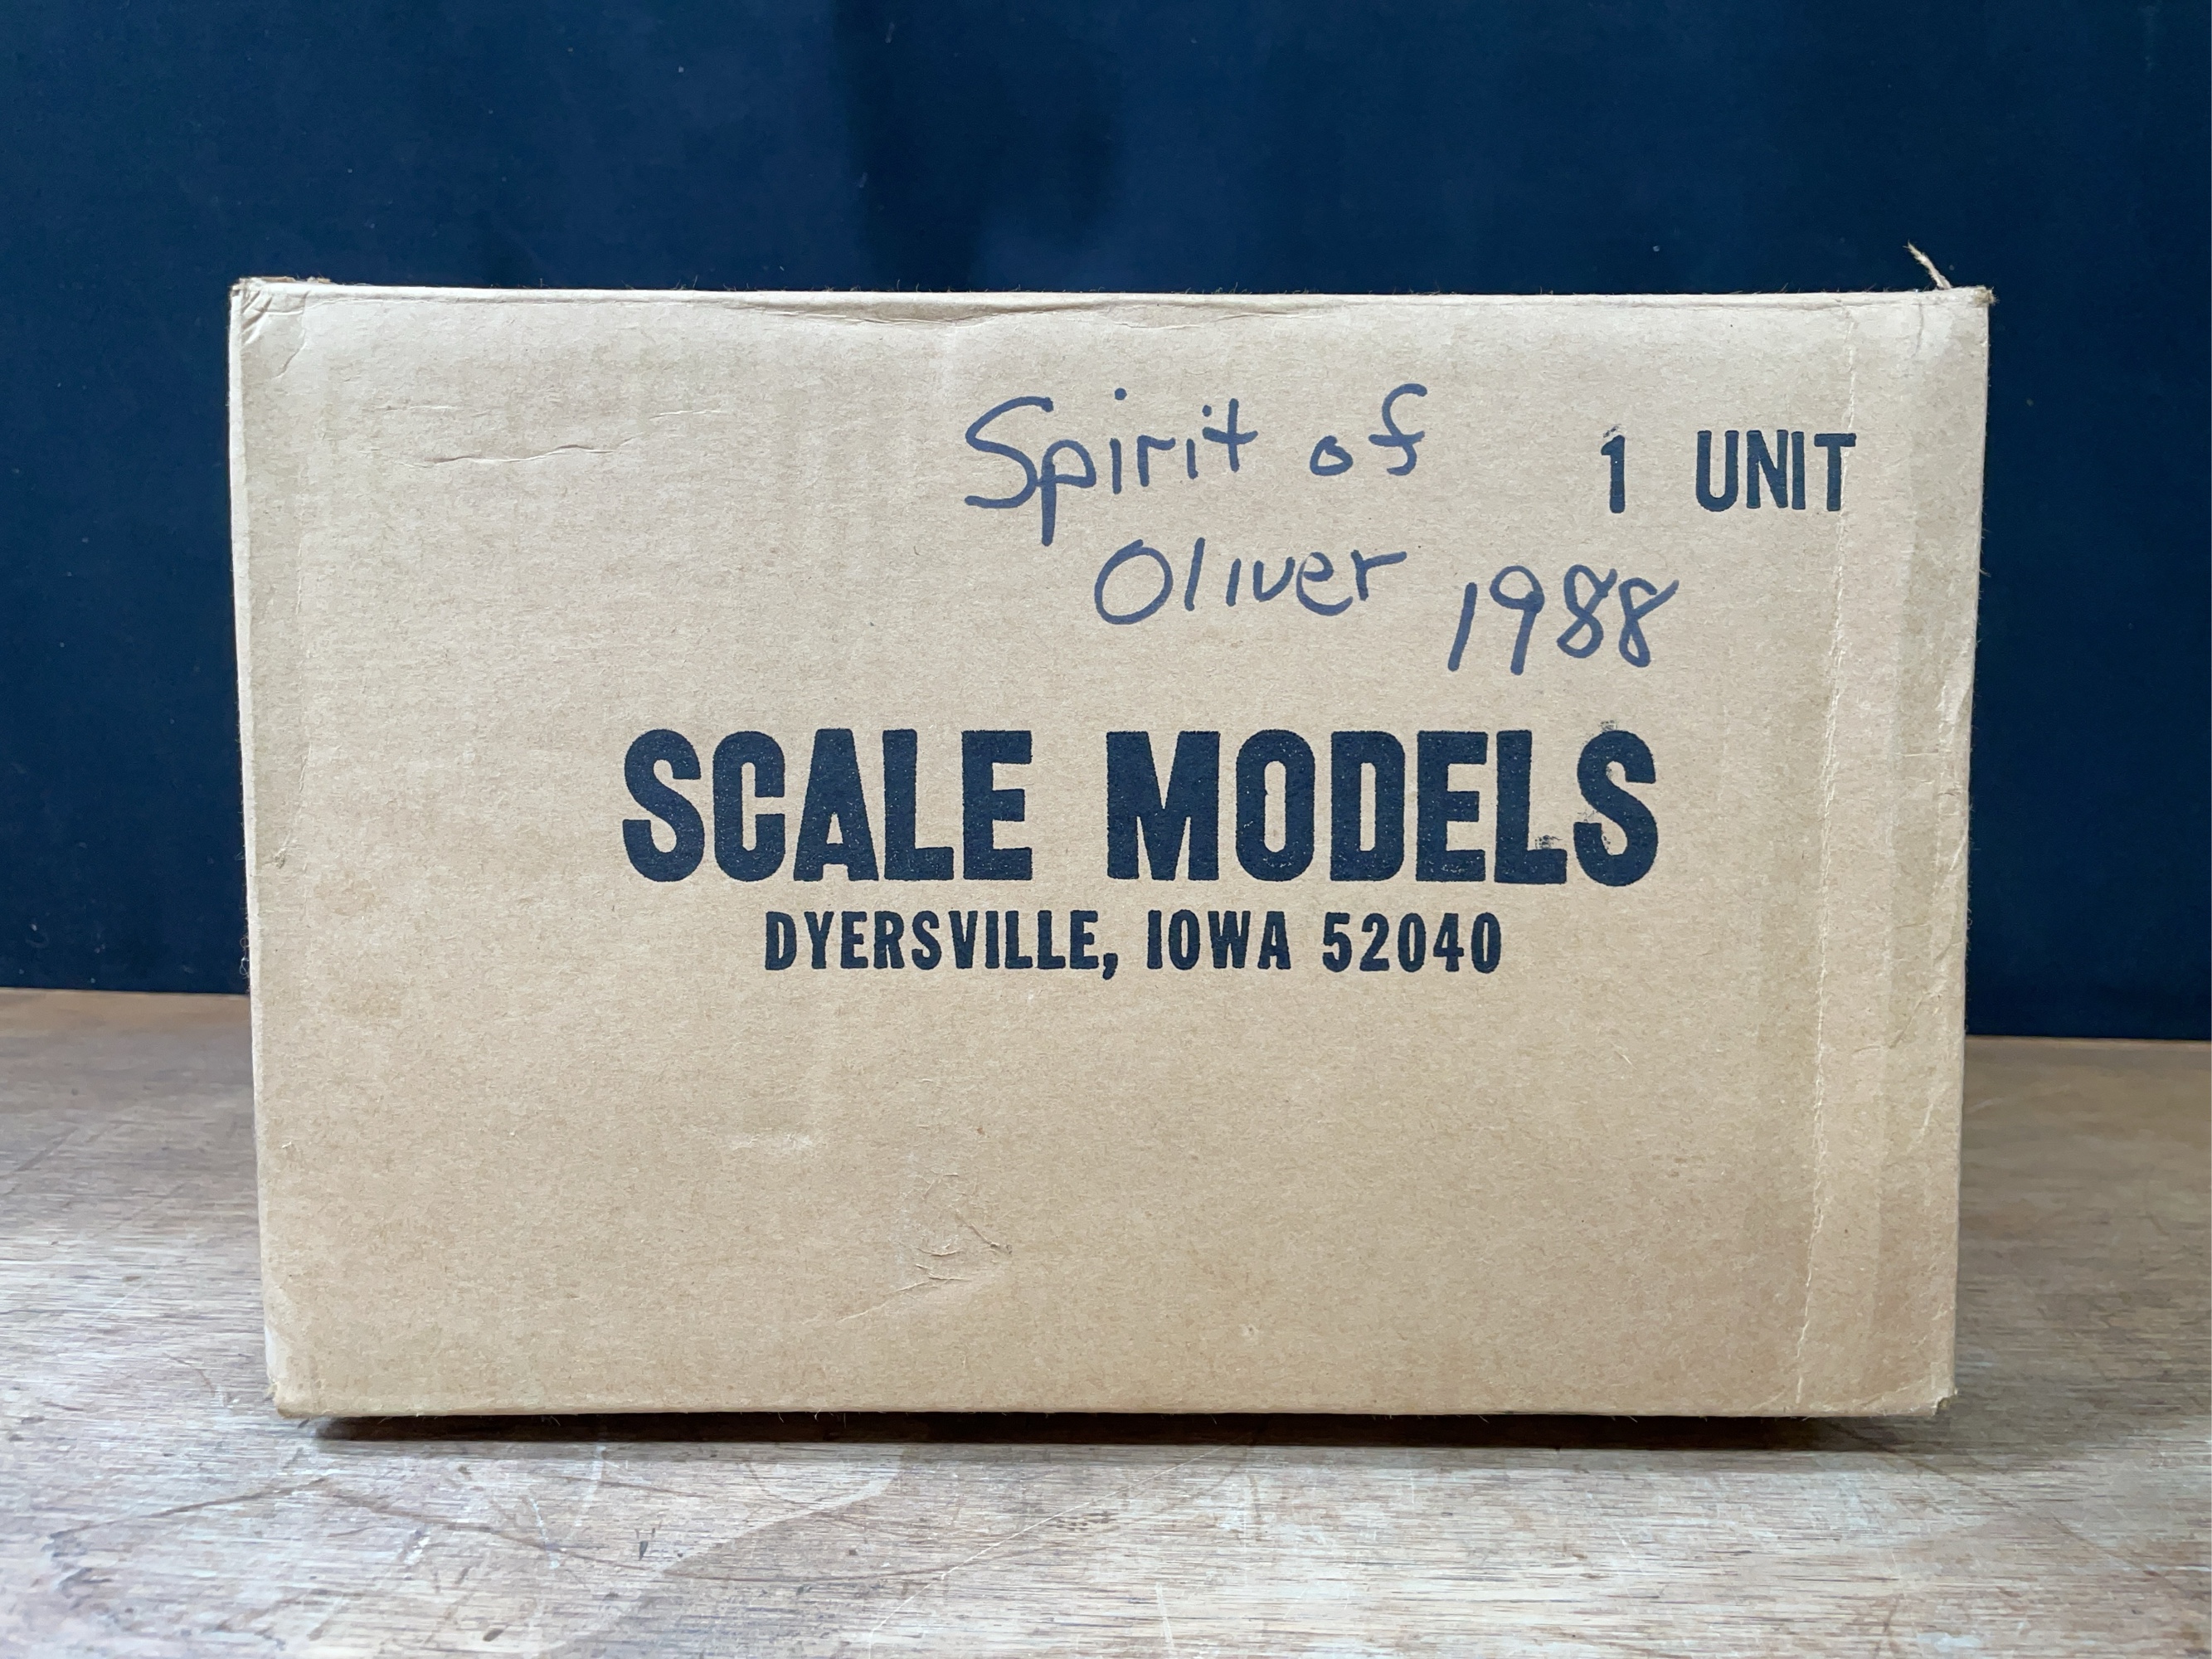 Spirit of
1 UNIT
Oliver 1988
SCALE MODELS
DYERSVILLE, IOWA 52040